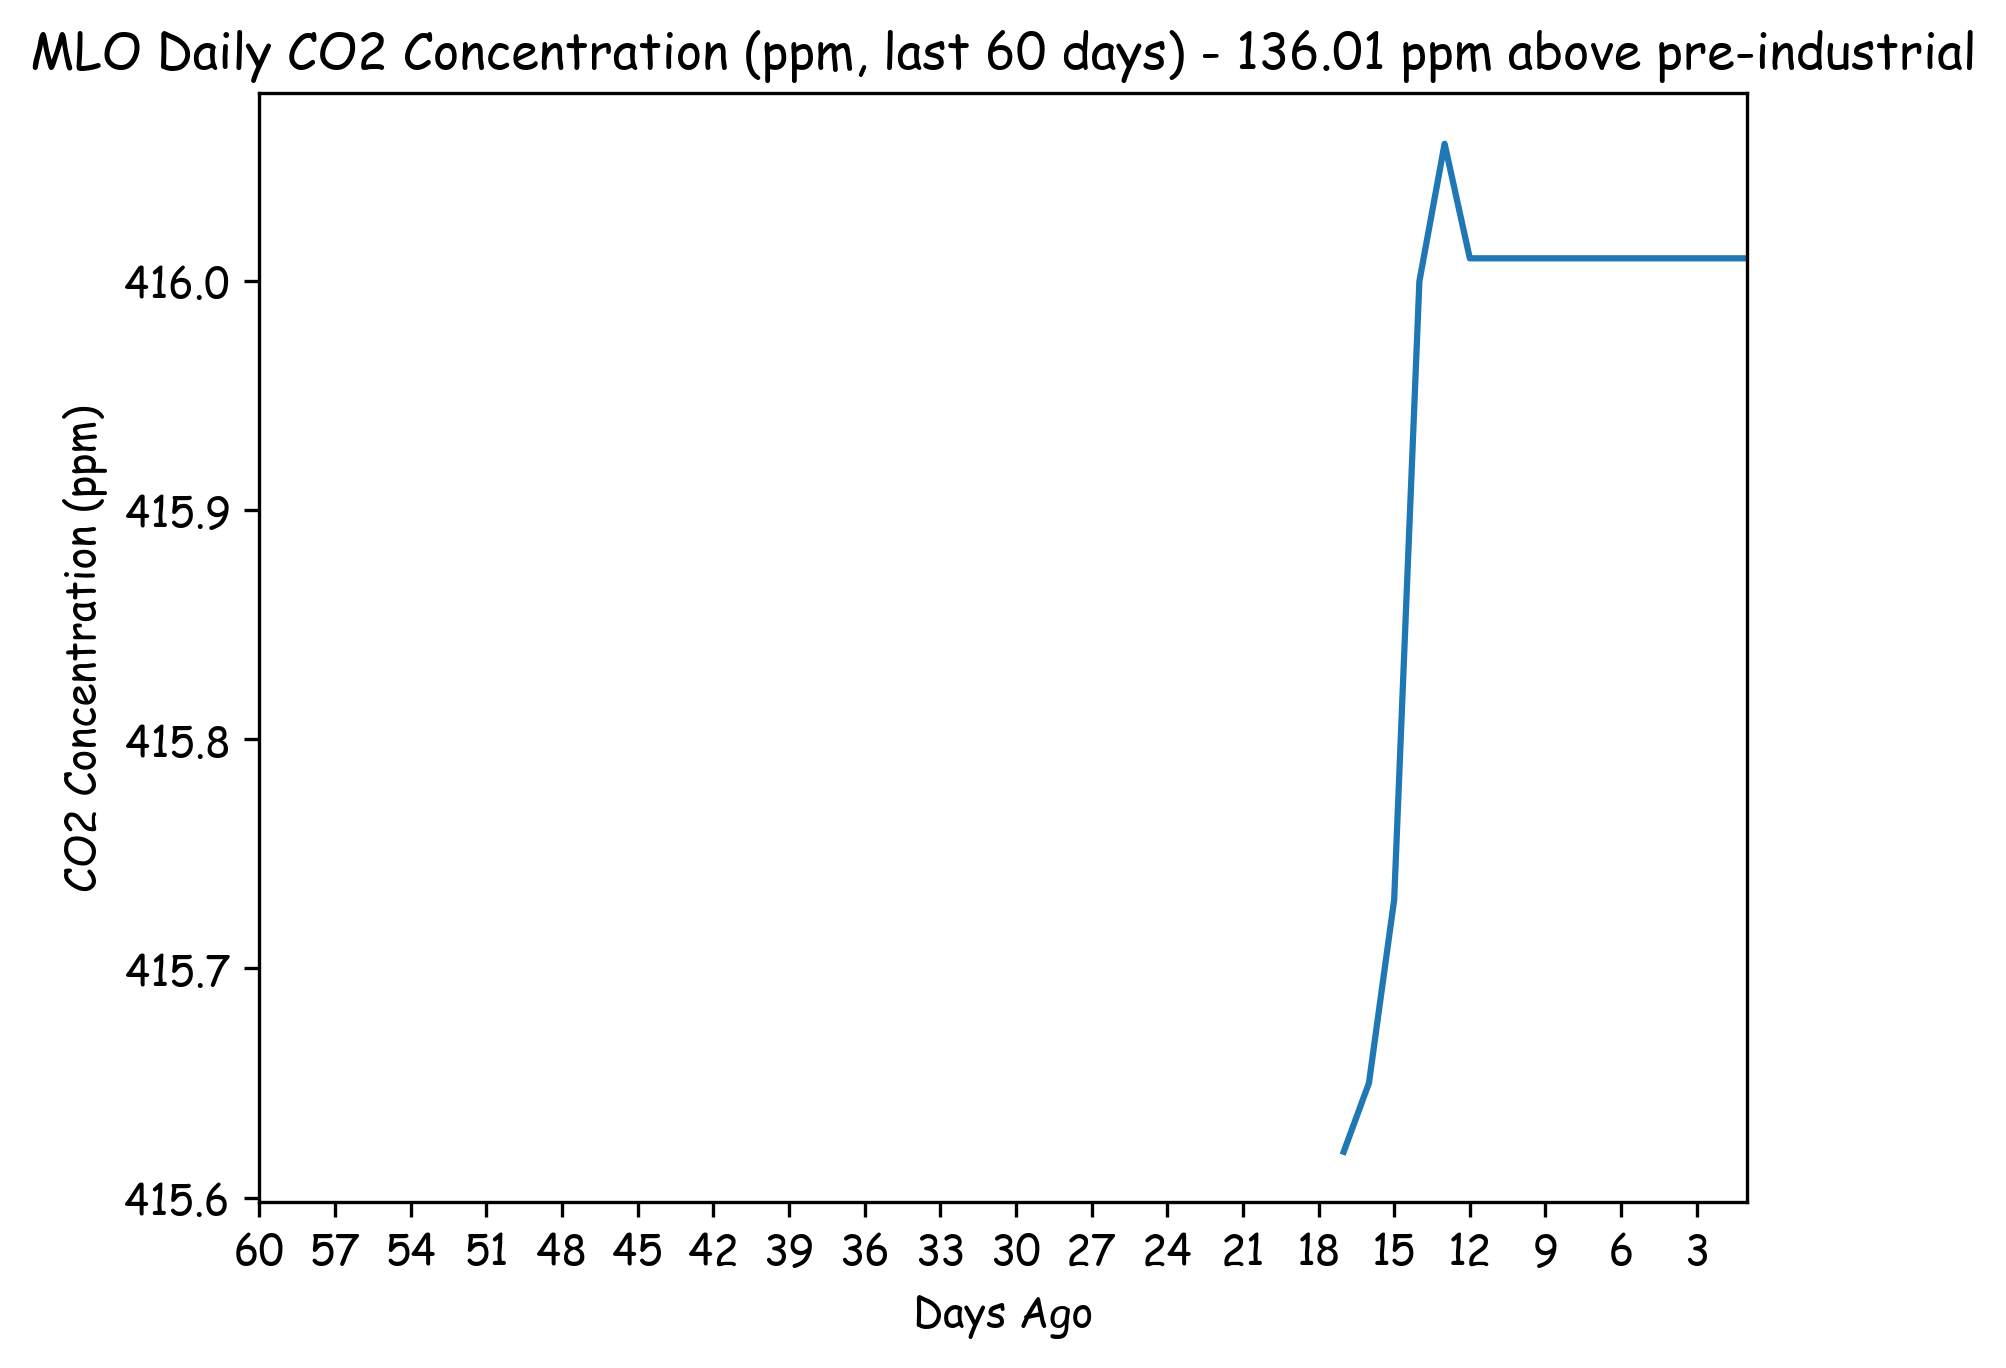 MLO Daily CO2 Concentration (ppm, last 60 days) - 136.01 ppm above pre-industrial
CO2 Concentration (ppm)
416.0
415.9
415.8
415.7
415.6
60 57 54 51 48 45 42 39 36 33 30 27 24 21 18 15 12 9 6 3
Days Ago